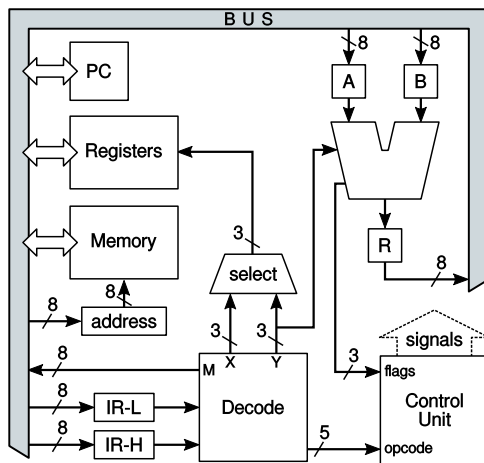 BUS
8
8
PC
A
B
Registers
3
Memory
R
8
select
8
8
address
3
3
signals
X
Y
8
M
3
flags
8
IR-L
Decode
Control
Unit
8
IR-H
5
opcode